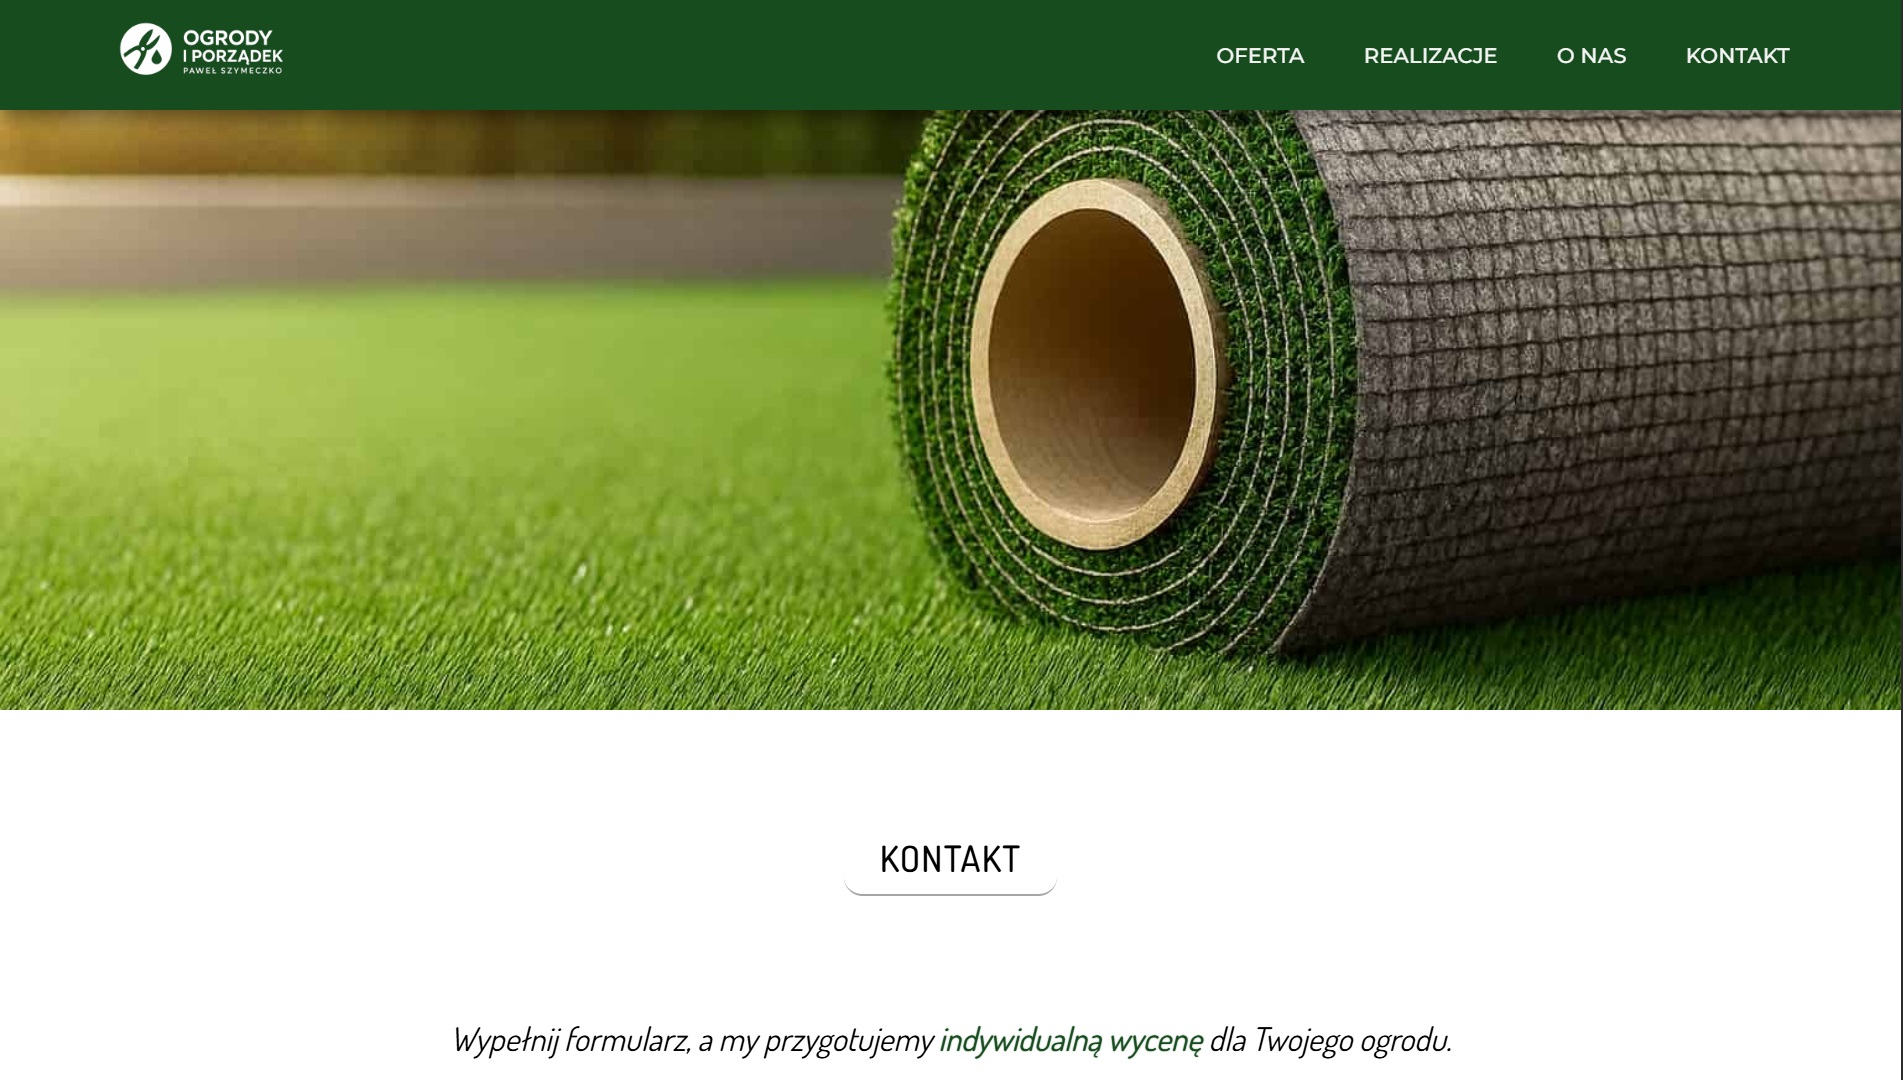 OGRODY
I PORZĄDEK
PAWEŁ SZYMECZKO
OFERTA
REALIZACJE
O NAS
KONTAKT
KONTAKT
Wypełnij formularz, a my przygotujemy indywidualną wycenę dla Twojego ogrodu.